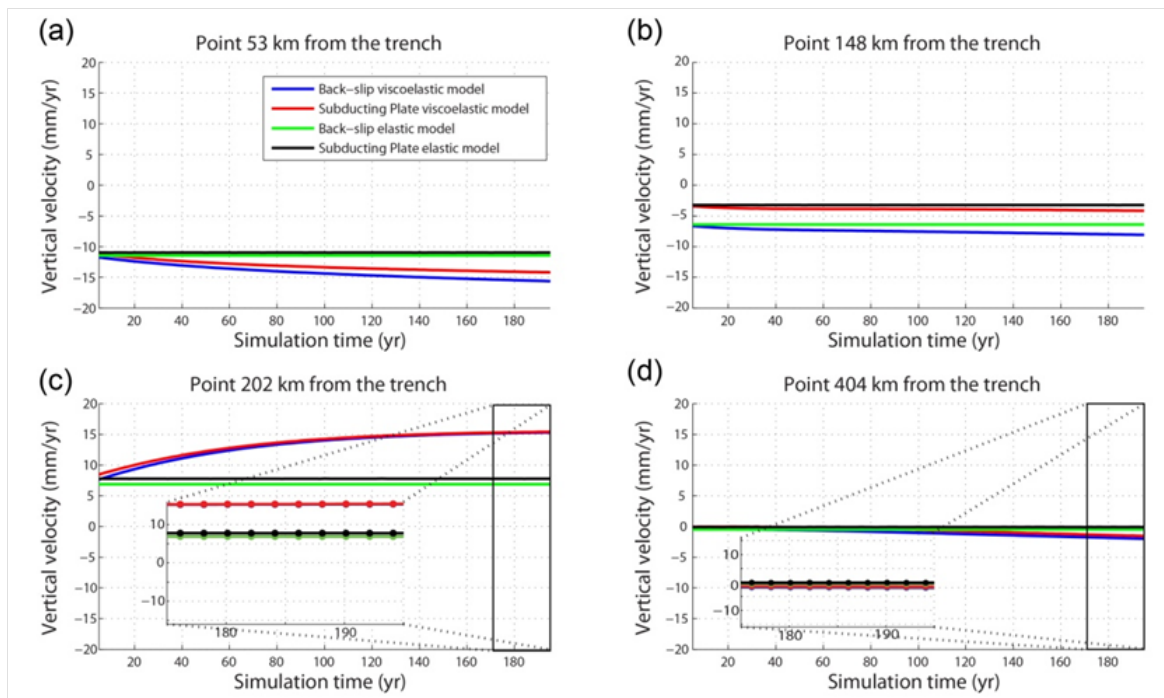 (a)
Point 53 km from the trench
Vertical velocity (mm/yr)
20
15
10
5
0
−5
−10
−15
−20
Back−slip viscoelastic model
Subducting Plate viscoelastic model
Back−slip elastic model
Subducting Plate elastic model
20 40 60 80 100 120 140 160 180
Simulation time (yr)
(b)
Point 148 km from the trench
Vertical velocity (mm/yr)
20
15
10
5
0
−5
−10
−15
−20
20 40 60 80 100 120 140 160 180
Simulation time (yr)
(c)
Point 202 km from the trench
Vertical velocity (mm/yr)
20
15
10
5
0
−5
−10
−15
−20
10
0
−10
180 190
20 40 60 80 100 120 140 160 180
Simulation time (yr)
(d)
Point 404 km from the trench
Vertical velocity (mm/yr)
20
15
10
5
0
−5
−10
−15
−20
10
0
−10
180 190
20 40 60 80 100 120 140 160 180
Simulation time (yr)